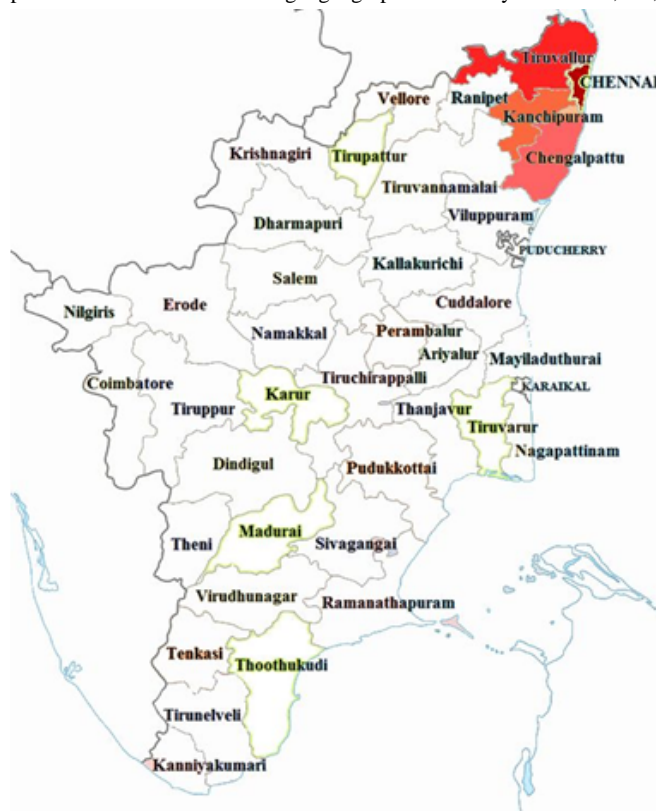 Tiruvallur
CHENNAI
Vellore
Ranipet
Kanchipuram
Krishnagiri
Tirupattur
Chengalpattu
Tiruvannamalai
Viluppuram
Dharmapuri
PUDUCHERRY
Kallakurichi
Salem
Nilgiris
Erode
Cuddalore
Namakkal
Perambalur
Ariyalur
Mayiladuthurai
Coimbatore
Tiruchirappalli
KARAIKAL
Karur
Tiruppur
Thanjavur
Tiruvarur
Nagapattinam
Dindigul
Pudukkottai
Madurai
Theni
Sivagangai
Virudhunagar
Ramanathapuram
Tenkasi
Thoothukudi
Tirunelveli
Kanniyakumari